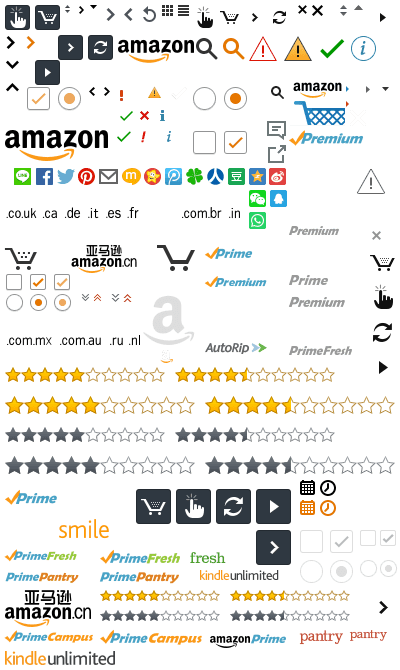 amazon
amazon
amazon
Premium
.co.uk .ca .de .it .es .fr
.com.br .in
Premium
亚马逊
amazon.cn
Prime
Premium
Prime
Premium
a
.com.mx .com.au .ru .nl
AutoRip
PrimeFresh
Prime
smile
PrimeFresh
PrimeFresh
fresh
PrimePantry
PrimePantry
kindleunlimited
亚马逊
amazon.cn
PrimeCampus
PrimeCampus
amazonPrime
pantry
pantry
kindleunlimited